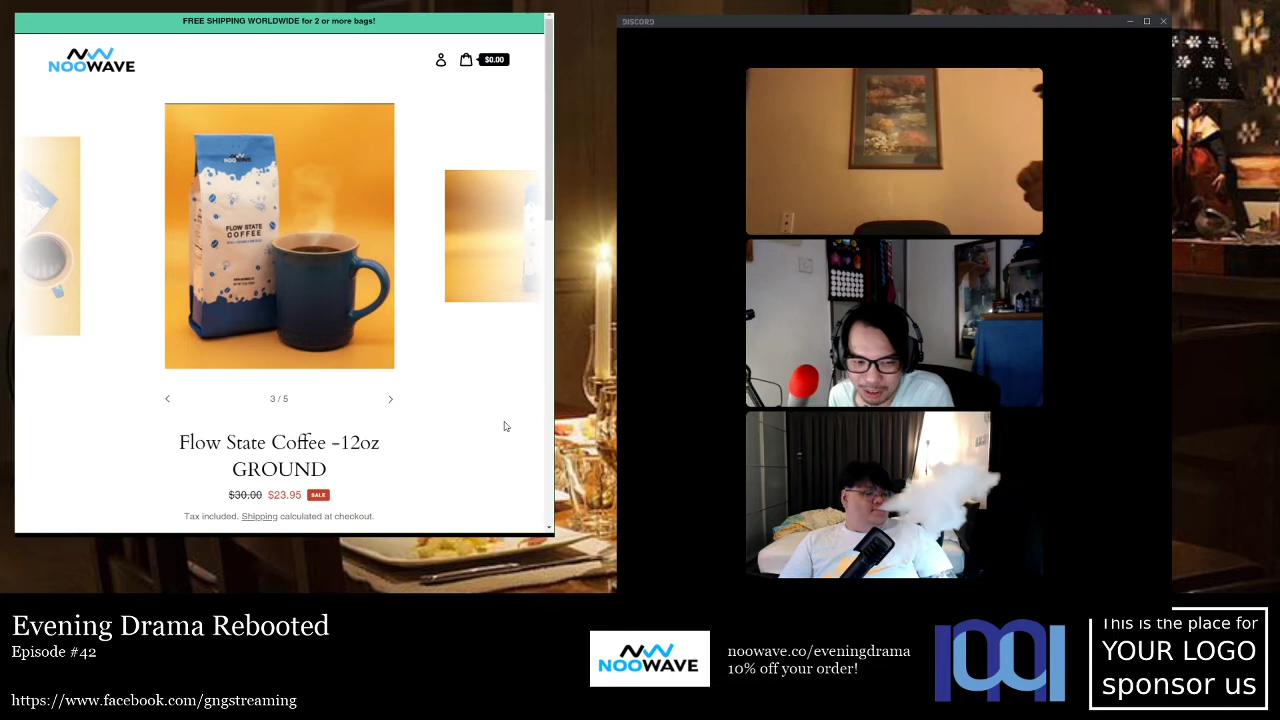 FREE SHIPPING WORLDWIDE for 2 or more bags!
NOOWAVE
$0.00
NOOWAVE
FLOW STATE
COFFEE
3 / 5
Flow State Coffee -12oz
GROUND
$30.00 $23.95 SALE
Tax included. Shipping calculated at checkout.
DISCORD
Evening Drama Rebooted
Episode #42
https://www.facebook.com/gngstreaming
NOOWAVE
noowave.co/eveningdrama
10% off your order!
This is the place for
YOUR LOGO
sponsor us